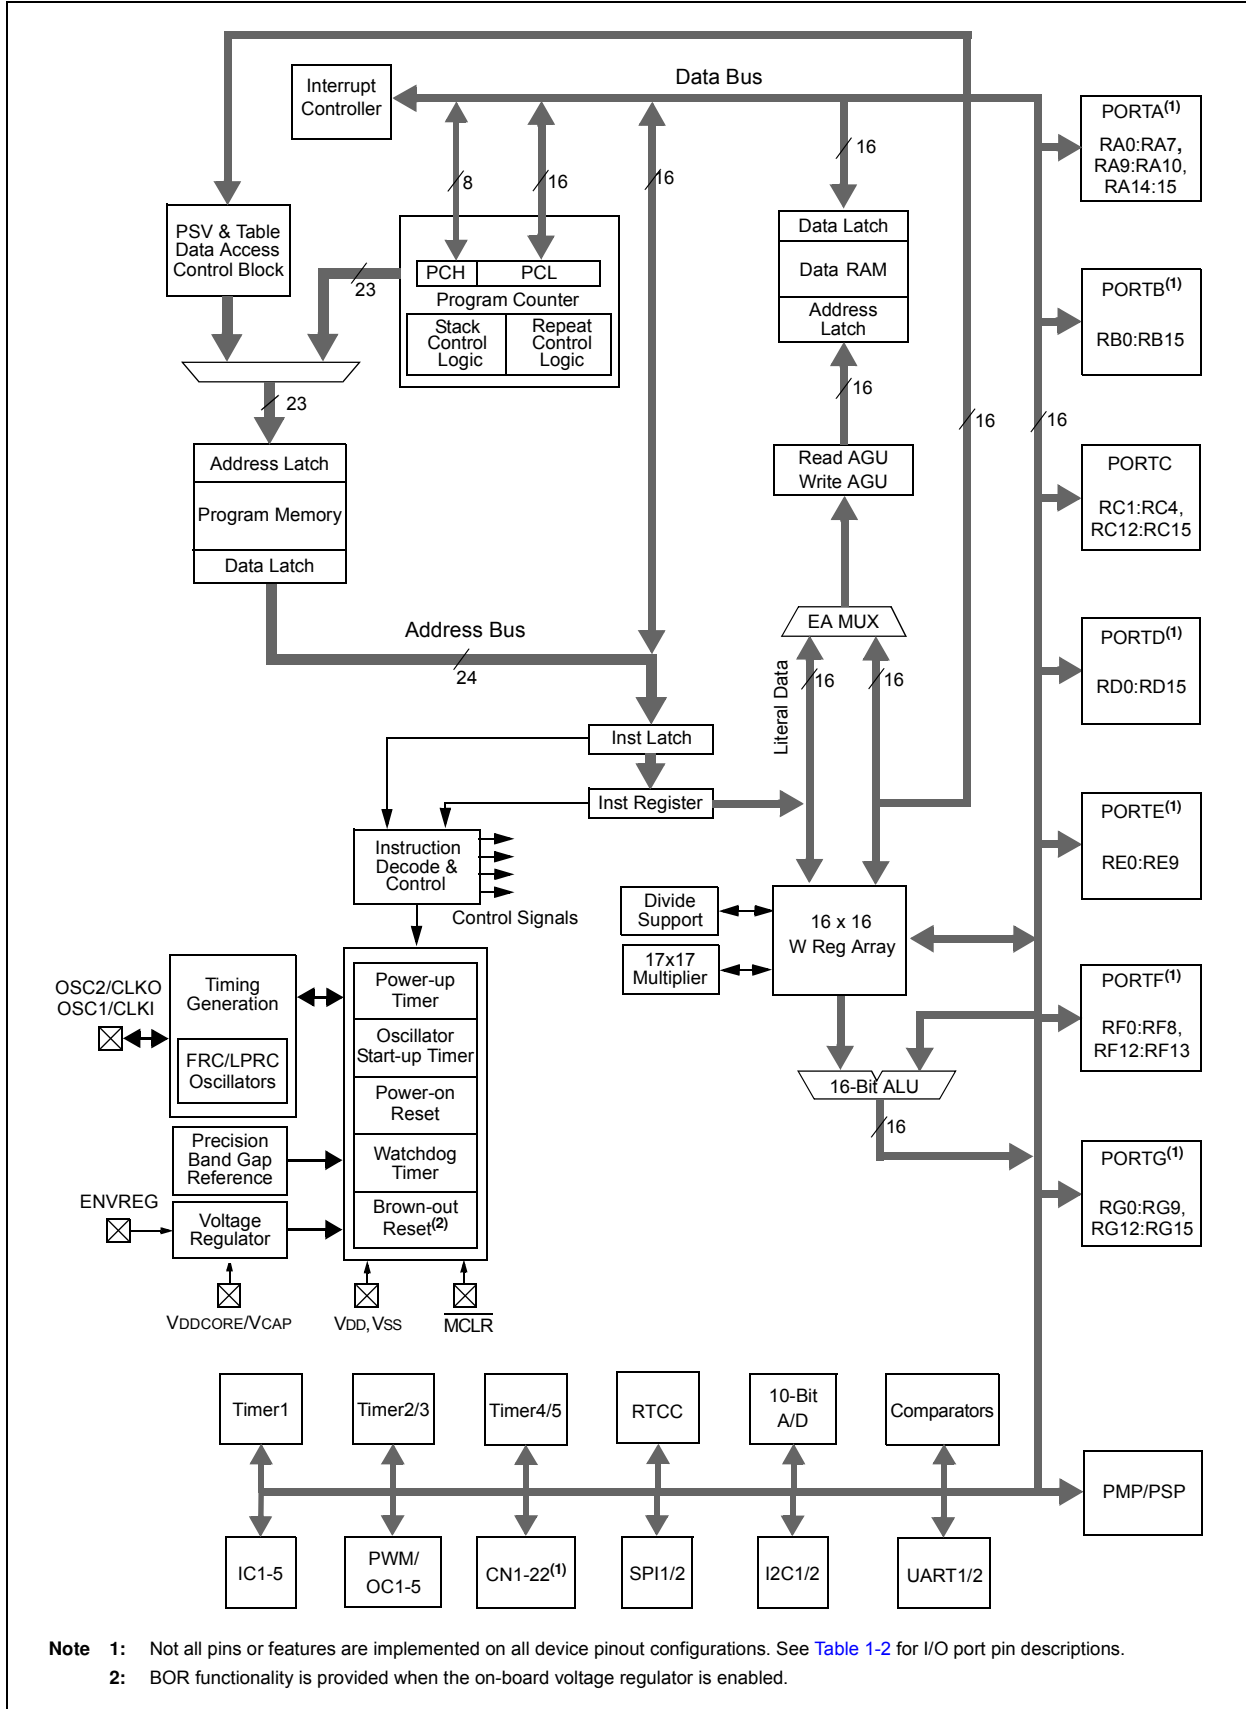 Data Bus
Interrupt
Controller
8
16
16
16
PORTA(1)
RA0:RA7,
RA9:RA10,
RA14:15
PSV & Table
Data Access
Control Block
23
PCH
PCL
Program Counter
Stack
Control
Logic
Repeat
Control
Logic
Data Latch
Data RAM
Address
Latch
PORTB(1)
RB0:RB15
23
16
16
16
Address Latch
Program Memory
Data Latch
Read AGU
Write AGU
PORTC
RC1:RC4,
RC12:RC15
Address Bus
24
EA MUX
Literal Data
16
16
PORTD(1)
RD0:RD15
Inst Latch
Inst Register
PORTE(1)
RE0:RE9
Instruction
Decode &
Control
Control Signals
Divide
Support
17x17
Multiplier
16 x 16
W Reg Array
OSC2/CLKO
OSC1/CLKI
Timing
Generation
FRC/LPRC
Oscillators
Power-up
Timer
Oscillator
Start-up Timer
Power-on
Reset
Watchdog
Timer
Brown-out
Reset(2)
PORTF(1)
RF0:RF8,
RF12:RF13
16-Bit ALU
16
Precision
Band Gap
Reference
ENVREG
Voltage
Regulator
PORTG(1)
RG0:RG9,
RG12:RG15
VDDCORE/VCAP
VDD, VSS
MCLR
Timer1
Timer2/3
Timer4/5
RTCC
10-Bit
A/D
Comparators
PMP/PSP
IC1-5
PWM/
OC1-5
CN1-22(1)
SPI1/2
I2C1/2
UART1/2
Note 1: Not all pins or features are implemented on all device pinout configurations. See Table 1-2 for I/O port pin descriptions.
2: BOR functionality is provided when the on-board voltage regulator is enabled.